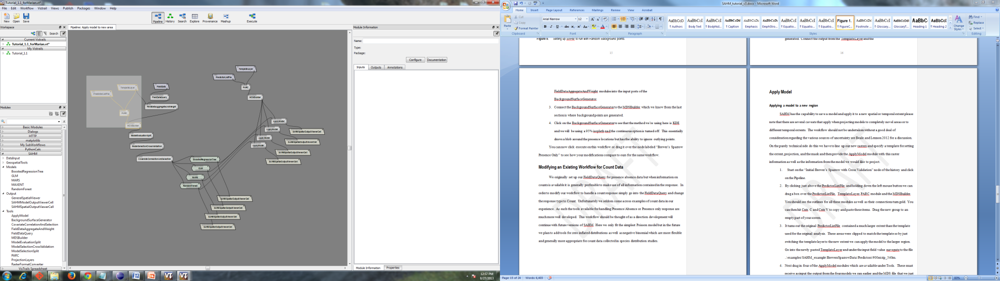 Tutorial_1.1_forMarian.vt*
File Edit Workflow Vistrail Views Publish Packages Window Help
New Open Save
Pipeline History Search Explore Provenance Mashup Execute
Workspace
Search
Current Vistrails
Tutorial_1.1_forMarian.vt*
My Vistrails
Tutorial_1.1
Modules
Basic Modules
Dialogs
HTTP
matplotlib
My SubWorkflows
PythonCalc
SAHM
DataInput
GeospatialTools
Models
BoostedRegressionTree
GLM
MARS
MAXENT
RandomForest
Output
GeneralSpatialViewer
SAHMModelOutputViewerCell
SAHMSpatialOutputViewerCell
Tools
ApplyModel
BackgroundSurfaceGenerator
CovariateCorrelationAndSelection
FieldDataAggregateAndWeight
FieldDataQuery
MDSBuilder
ModelEvaluationSplit
ModelSelectionCrossValidation
ModelSelectionSplit
PARC
ProjectionLayers
RasterFormatConverter
VisTrails Spreadsheet
Pipeline: Apply model to new area
TemplateLayer
PredictorListFile
PARC
MDSBuilder
TemplateLayer
PredictorListFile
PARC
MDSBuilder
FieldData
FieldDataQuery
FieldDataAggregateAndWeight
ModelEvaluationSplit
ModelSelectionCrossValidation
CovariateCorrelationAndSelection
BoostedRegressionTree
GLM
MARS
RandomForest
ApplyModel
ApplyModel
ApplyModel
ApplyModel
SAHMSpatialOutputViewerCell
SAHMSpatialOutputViewerCell
SAHMSpatialOutputViewerCell
SAHMSpatialOutputViewerCell
SAHMSpatialOutputViewerCell
SAHMSpatialOutputViewerCell
SAHMSpatialOutputViewerCell
SAHMSpatialOutputViewerCell
Module Information
Name:
Type:
Package:
Configure Documentation
Inputs Outputs Annotations
Module Information Properties
12:57 PM
8/27/2013
SAHM_tutorial_v3.docx - Microsoft Word
Home Insert Page Layout References Mailings Review View Acrobat
Paste
Cut
Copy
Format Painter
Clipboard
Arial Narrow 12
Font
Paragraph
AaBbCcD AaBbCcI AaBbCcI AaBbCcDd AaBbCcDc AaBbCcDc AaBbCcI AaBbCcI AaBbCcI Figure 1. AaBbCcDc AaBbCcI AaBbCcDdI AaBbC AaBbCcI
¶ Authors Body Text ¶ BodyNoI... ¶ Caption Emphasis EmphStro... ¶ Equatio... ¶ Equatio... ¶ Equatio... ¶ FigureC... Footnote ... ¶ Glossary... GlossaryT... Heading 1 ¶ Heading 2
Change Styles
Styles
Find
Replace
Select
Editing
Figure 9. Setting up SAHM to run with Random Background points.
15
generated. Connect the output from the TemplateLayer and the
16
FieldDataAggregateAndWeight modules into the input ports of the
BackgroundSurfaceGenerator.
3. Connect the BackgroundSurfaceGenerator to the MDSBuilder which we know from the last
section is where background points are generated.
4. Click on the BackgroundSurfaceGenerator to see that the method we're using here is KDE
and we will be using a 95% isopleth nad the continuous option is turned off. This essentially
draws a blob around the presence locations but has the ability to ignore outlying points.
You can now click execute on this workflow or drag it over the node labeled "Brewer's Sparrow
Presence Only" to see how your modifications compare to ours for the same workflow.
Modifying an Existing Workflow for Count Data
We originally set up our FieldDataQuery for presence absence data but when information on
counts is available it is generally preferable to make use of all information contained in the response. In
order to modify our workflow to handle a count response simply go into the FieldDataQuery and change
the response type to Count. Unfortunately we seldom come across examples of count data in our
experience. As such the tools available for handling Presence/Absence or Presence only response are
much more well developed. This workflow should be thought of as a direction development will
continue with future versions of SAHM. Here we only fit the simplest Poisson model but in the future
we plan to add tools for zero inflated distributions as well as negative binomial which are more flexible
and generally more appropriate for count data collected in species distribution studies.
DRAFT
Apply Model
Applying a model to a new region
SAHM has the capability to save a model and apply it to a new spatial or temporal extent please
note that there are several caveats that apply when projecting models to completely novel areas or to
different temporal extents. The workflow should not be undertaken without a good deal of
consideration regarding the various sources of uncertainty see Beale and Lennon 2012 for a discussion.
On the purely technical side do this we have to line up our new rasters and specify a template for setting
the extent, projection, and the mask and then provide the ApplyModel module with this raster
information as well as the information from the model we would like to project.
1. Start on the "Initial Brewer's Sparrow with Cross Validation" node of the history and click
on the Pipeline.
2. By clicking just above the PredictorListFile and holding down the left mouse button we can
drag a box over the PredictorListFile, TemplateLayer, PARC module and the MDSBuilder
You should see the outlines for all these modules as well as their connections turn gold. You
can then hit Cntr. C and Cntr V to copy and paste these items. Drag the new group to an
empty part of your screen.
3. It turns out the original PredictorListFile contained a much larger extent than the template
used for the original analysis. These areas were clipped to match the template so by just
switching the template layer to the new extent we can apply the model to the larger region.
Go into the newly pasted TemplateLayer and under the input field value navegate to the file
..\examples\SAHM_example\BrewersSparrowData\Predictors\900m\rip_540m.
4. Next drag in four of the ApplyModel modules which are available under Tools. These must
receive as input the output from the four models we ran earlier and the MDS file that we just
DRAFT
Page: 15 of 24 Words: 6,403
85%